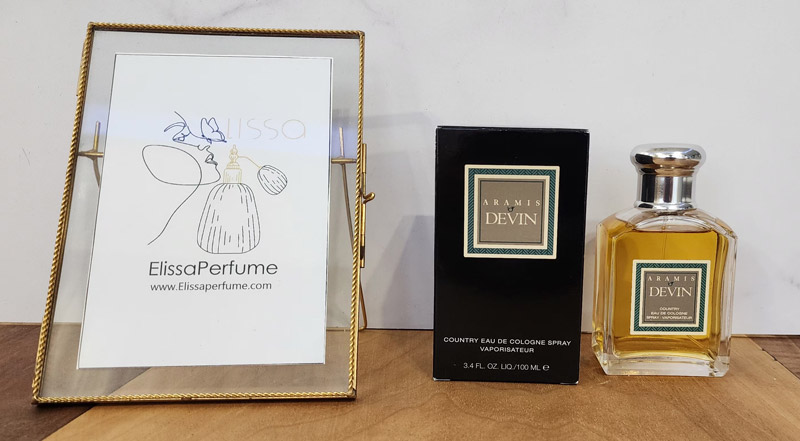 Elissa
ElissaPerfume
www.Elissaperfume.com
ARAMIS
DEVIN
COUNTRY EAU DE COLOGNE SPRAY
VAPORISATEUR
3.4 FL. OZ. LIQ./100 ML ℮
ARAMIS
DEVIN
COUNTRY
EAU DE COLOGNE
SPRAY · VAPORISATEUR